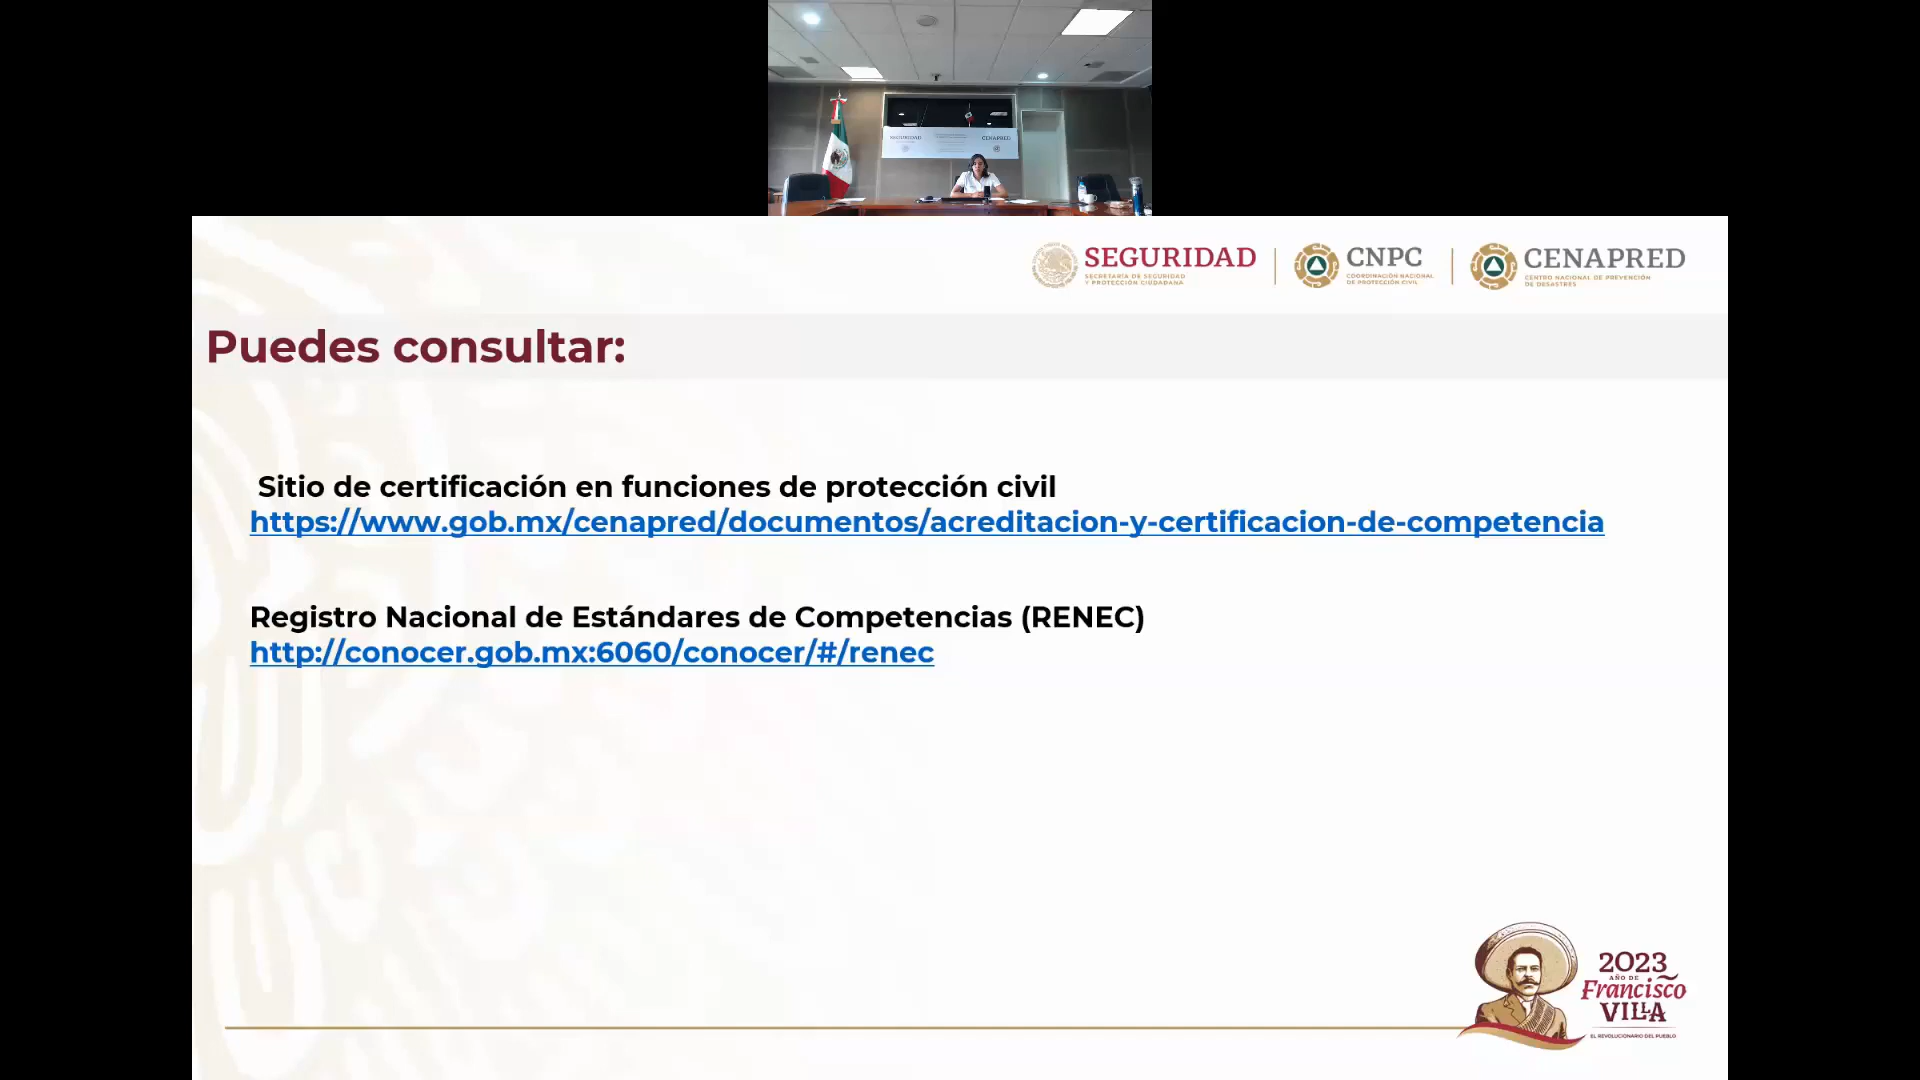 SEGURIDAD
CENAPRED
SEGURIDAD
SECRETARÍA DE SEGURIDAD
Y PROTECCIÓN CIUDADANA
CNPC
COORDINACIÓN NACIONAL
DE PROTECCIÓN CIVIL
CENAPRED
CENTRO NACIONAL DE PREVENCIÓN
DE DESASTRES
Puedes consultar:
Sitio de certificación en funciones de protección civil
https://www.gob.mx/cenapred/documentos/acreditacion-y-certificacion-de-competencia
Registro Nacional de Estándares de Competencias (RENEC)
http://conocer.gob.mx:6060/conocer/#/renec
2023
AÑO DE
Francisco
VILLA
EL REVOLUCIONARIO DEL PUEBLO